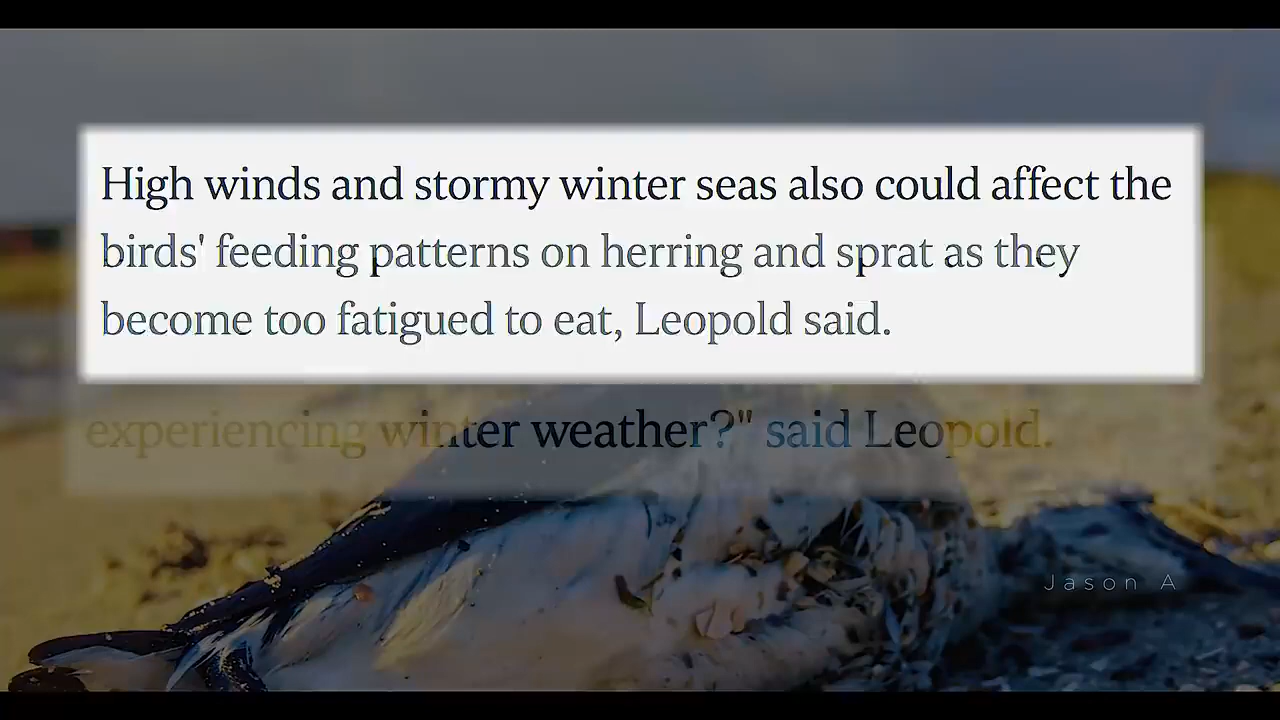 High winds and stormy winter seas also could affect the
birds' feeding patterns on herring and sprat as they
become too fatigued to eat, Leopold said.
experiencing winter weather?" said Leopold.
Jason A